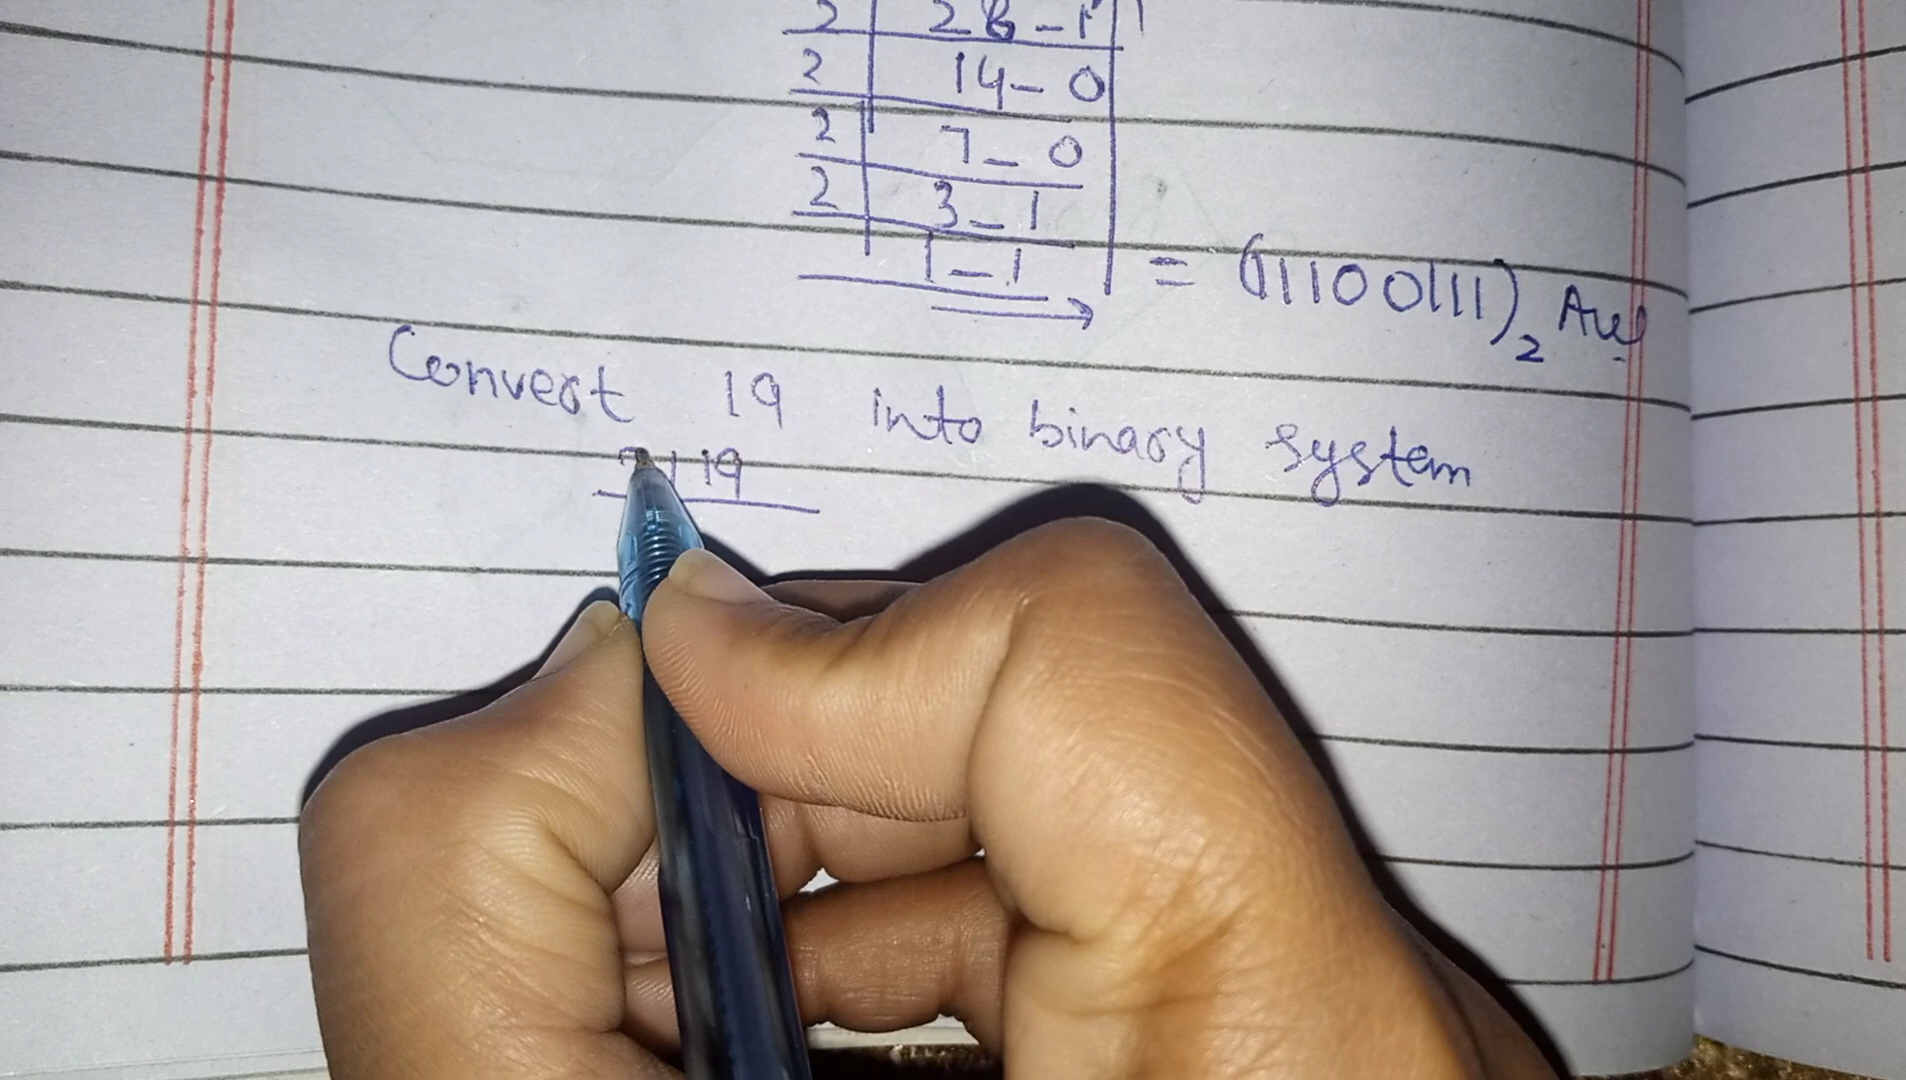 2 28 - 1
2 14 - 0
2 7 - 0
2 3 - 1
1 - 1 = (11100111)₂ Ans
Convert 19 into binary system
2 19